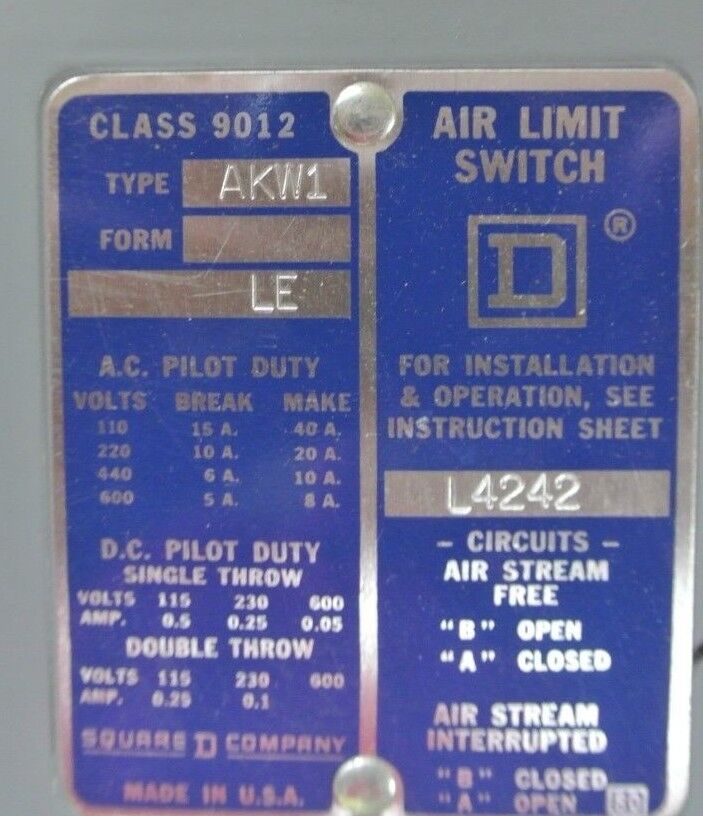 CLASS 9012
TYPE AKW1
FORM
LE
A.C. PILOT DUTY
VOLTS BREAK MAKE
110 15 A. 40 A.
220 10 A. 20 A.
440 6 A. 10 A.
600 5 A. 8 A.
D.C. PILOT DUTY
SINGLE THROW
VOLTS 115 230 600
AMP. 0.5 0.25 0.05
DOUBLE THROW
VOLTS 115 230 600
AMP. 0.25 0.1
SQUARE D COMPANY
MADE IN U.S.A.
AIR LIMIT
SWITCH
D ®
FOR INSTALLATION
& OPERATION, SEE
INSTRUCTION SHEET
L4242
- CIRCUITS -
AIR STREAM
FREE
"B" OPEN
"A" CLOSED
AIR STREAM
INTERRUPTED
"B" CLOSED
"A" OPEN